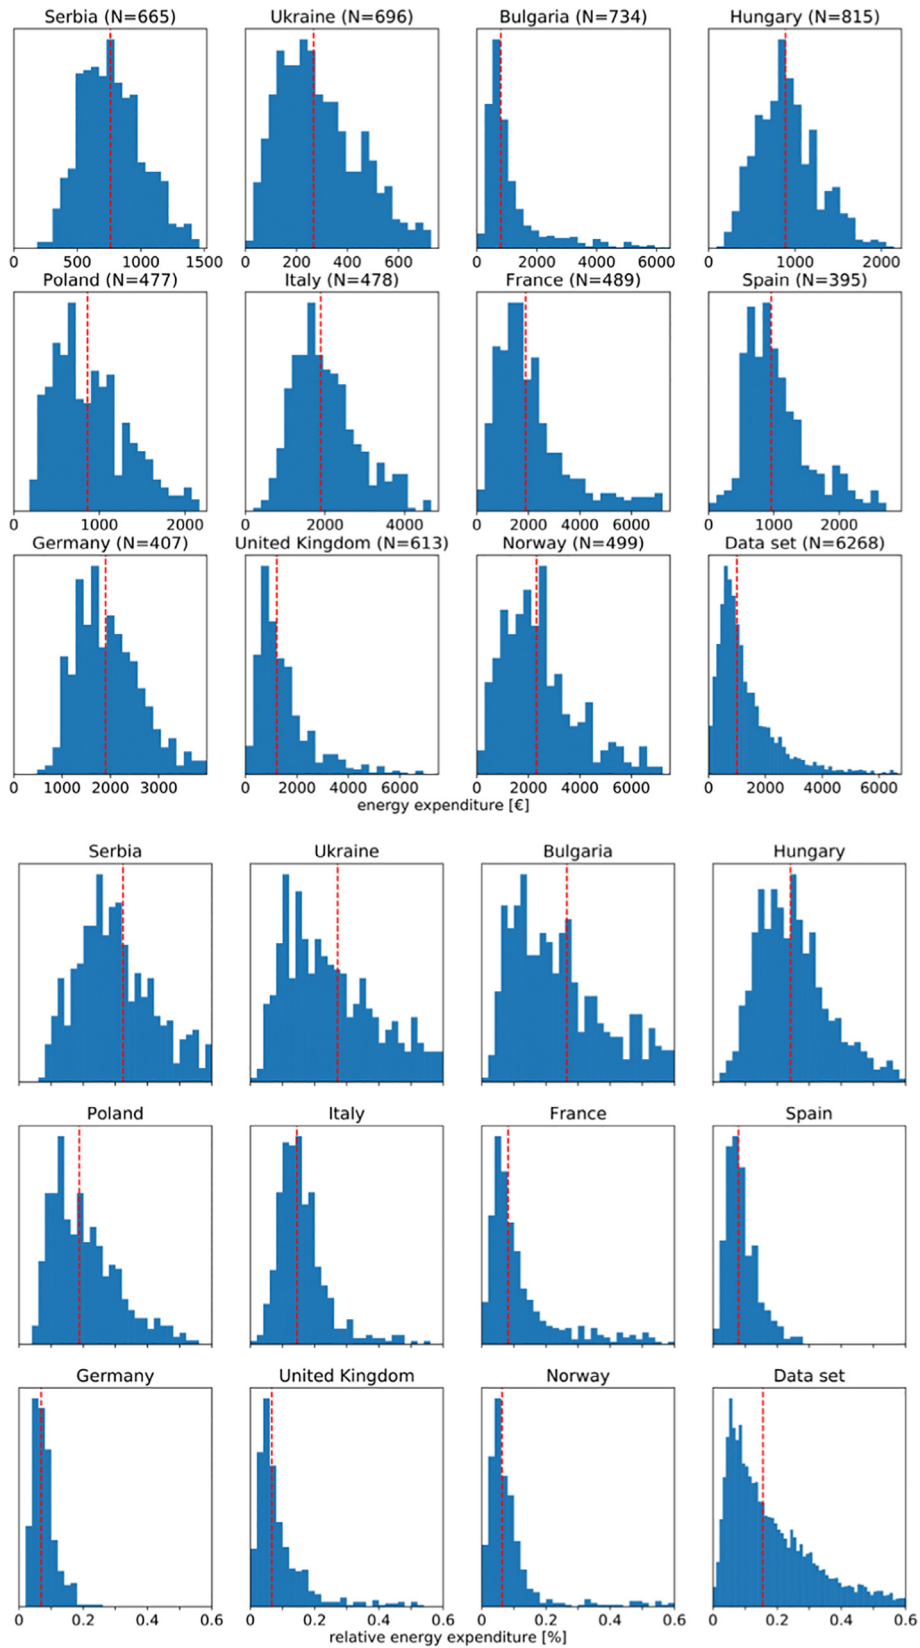 Serbia (N=665) Ukraine (N=696) Bulgaria (N=734) Hungary (N=815)
0 500 1000 1500 0 200 400 600 0 2000 4000 6000 0 1000 2000
Poland (N=477) Italy (N=478) France (N=489) Spain (N=395)
0 1000 2000 0 2000 4000 0 2000 4000 6000 0 1000 2000
Germany (N=407) United Kingdom (N=613) Norway (N=499) Data set (N=6268)
0 1000 2000 3000 0 2000 4000 6000 0 2000 4000 6000 0 2000 4000 6000
energy expenditure [€]
Serbia Ukraine Bulgaria Hungary
Poland Italy France Spain
Germany United Kingdom Norway Data set
0 0.2 0.4 0.6 0 0.2 0.4 0.6 0 0.2 0.4 0.6 0 0.2 0.4 0.6
relative energy expenditure [%]